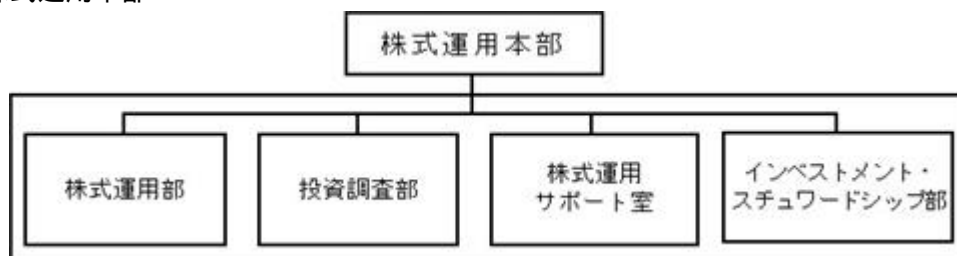 株式運用本部
株式運用部
投資調査部
株式運用
サポート室
インベストメント・
スチュワードシップ部